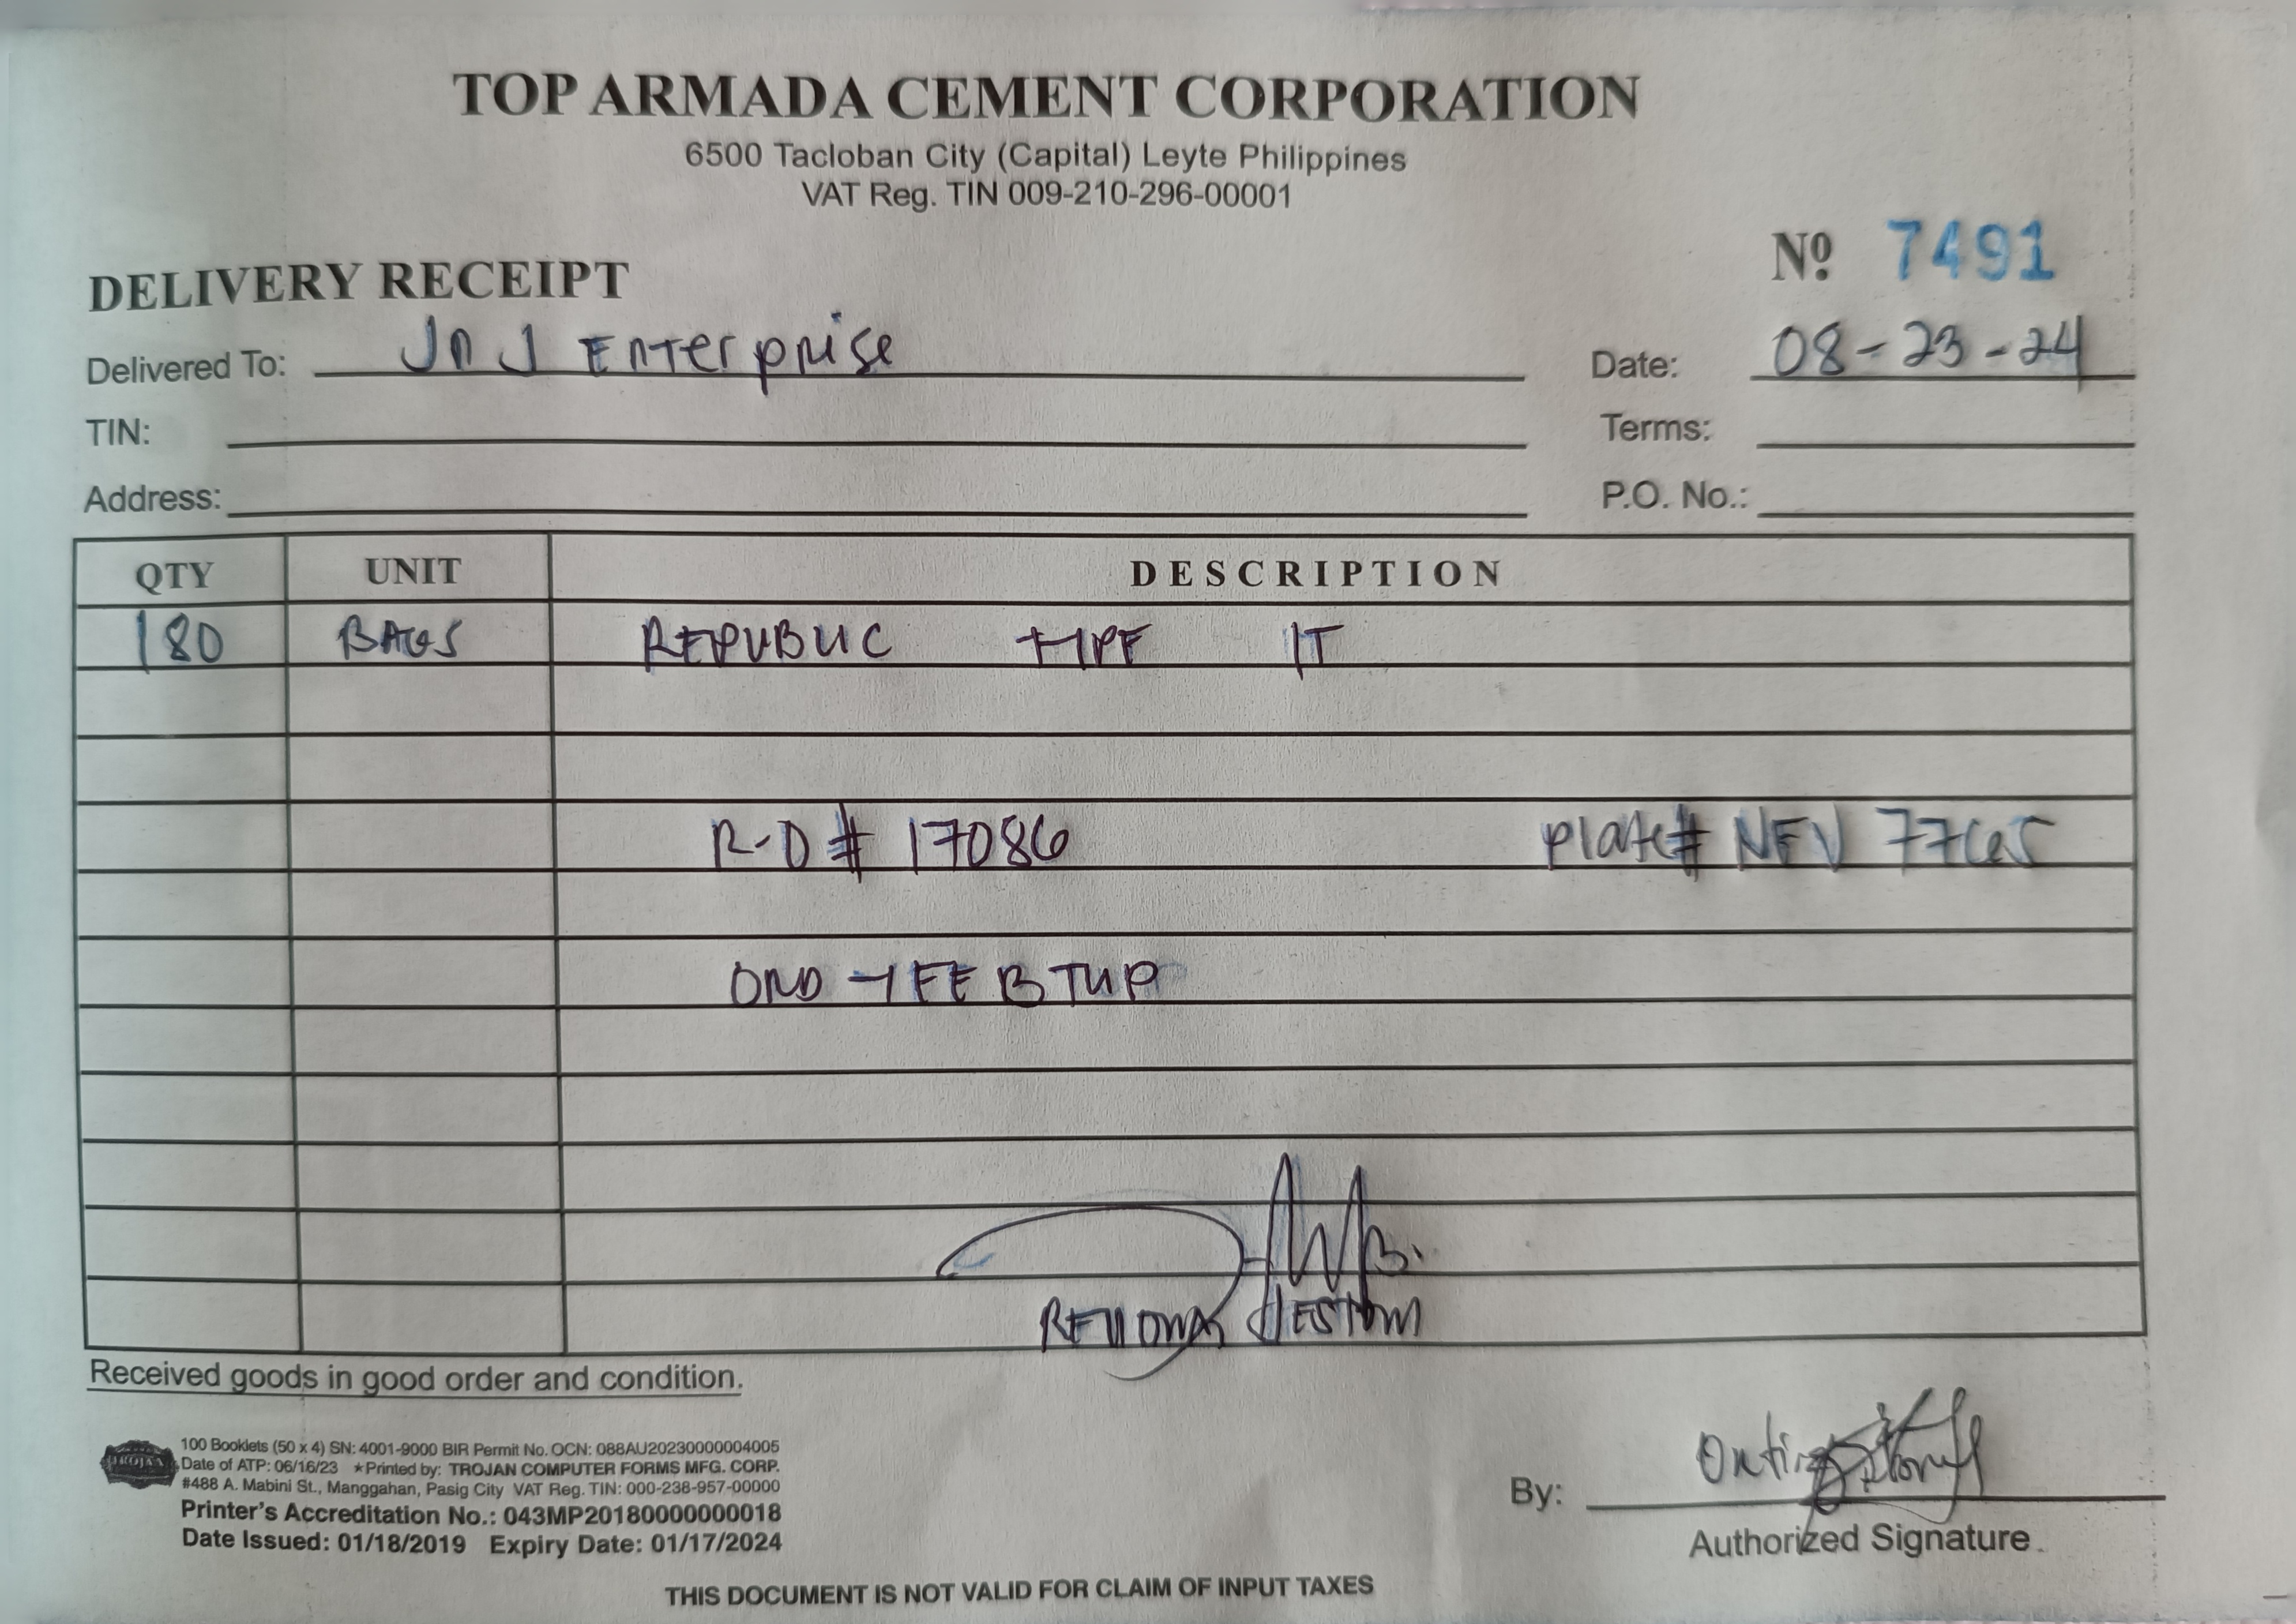 TOP ARMADA CEMENT CORPORATION
6500 Tacloban City (Capital) Leyte Philippines
VAT Reg. TIN 009-210-296-00001
Nº 7491
DELIVERY RECEIPT
Delivered To: JnJ Enterprise
Date: 08-23-24
TIN:
Terms:
Address:
P.O. No.:
QTY UNIT DESCRIPTION
180 BAGS REPUBLIC TYPE IT
R-D # 17086 Plate# NFV 7765
Received goods in good order and condition.
TROJAN
100 Booklets (50 x 4) SN: 4001-9000 BIR Permit No. OCN: 088AU20230000004005
Date of ATP: 06/16/23 ★Printed by: TROJAN COMPUTER FORMS MFG. CORP.
#488 A. Mabini St., Manggahan, Pasig City VAT Reg. TIN: 000-238-957-00000
Printer's Accreditation No.: 043MP20180000000018
Date Issued: 01/18/2019 Expiry Date: 01/17/2024
By:
Authorized Signature
THIS DOCUMENT IS NOT VALID FOR CLAIM OF INPUT TAXES